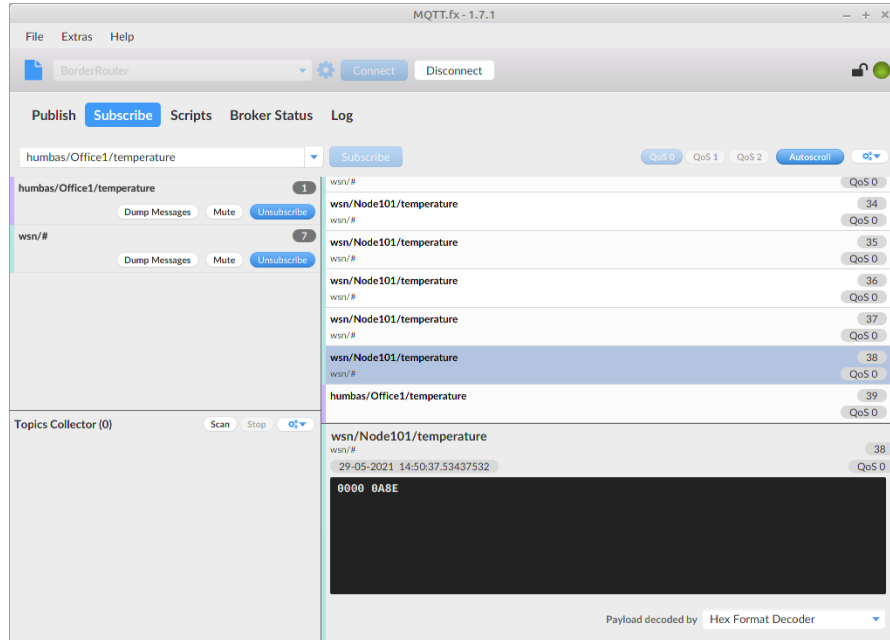 MQTT.fx - 1.7.1
File Extras Help
BorderRouter Connect Disconnect
Publish Subscribe Scripts Broker Status Log
humbas/Office1/temperature Subscribe QoS 0 QoS 1 QoS 2 Autoscroll
humbas/Office1/temperature 1
Dump Messages Mute Unsubscribe
wsn/# 7
Dump Messages Mute Unsubscribe
Topics Collector (0) Scan Stop
wsn/# QoS 0
wsn/Node101/temperature 34
wsn/# QoS 0
wsn/Node101/temperature 35
wsn/# QoS 0
wsn/Node101/temperature 36
wsn/# QoS 0
wsn/Node101/temperature 37
wsn/# QoS 0
wsn/Node101/temperature 38
wsn/# QoS 0
humbas/Office1/temperature 39
QoS 0
wsn/Node101/temperature
wsn/# 38
29-05-2021 14:50:37.53437532 QoS 0
0000 0A8E
Payload decoded by Hex Format Decoder